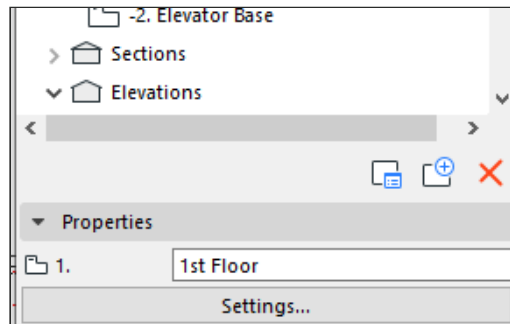 -2. Elevator Base
Sections
Elevations
Properties
1. 1st Floor
Settings...